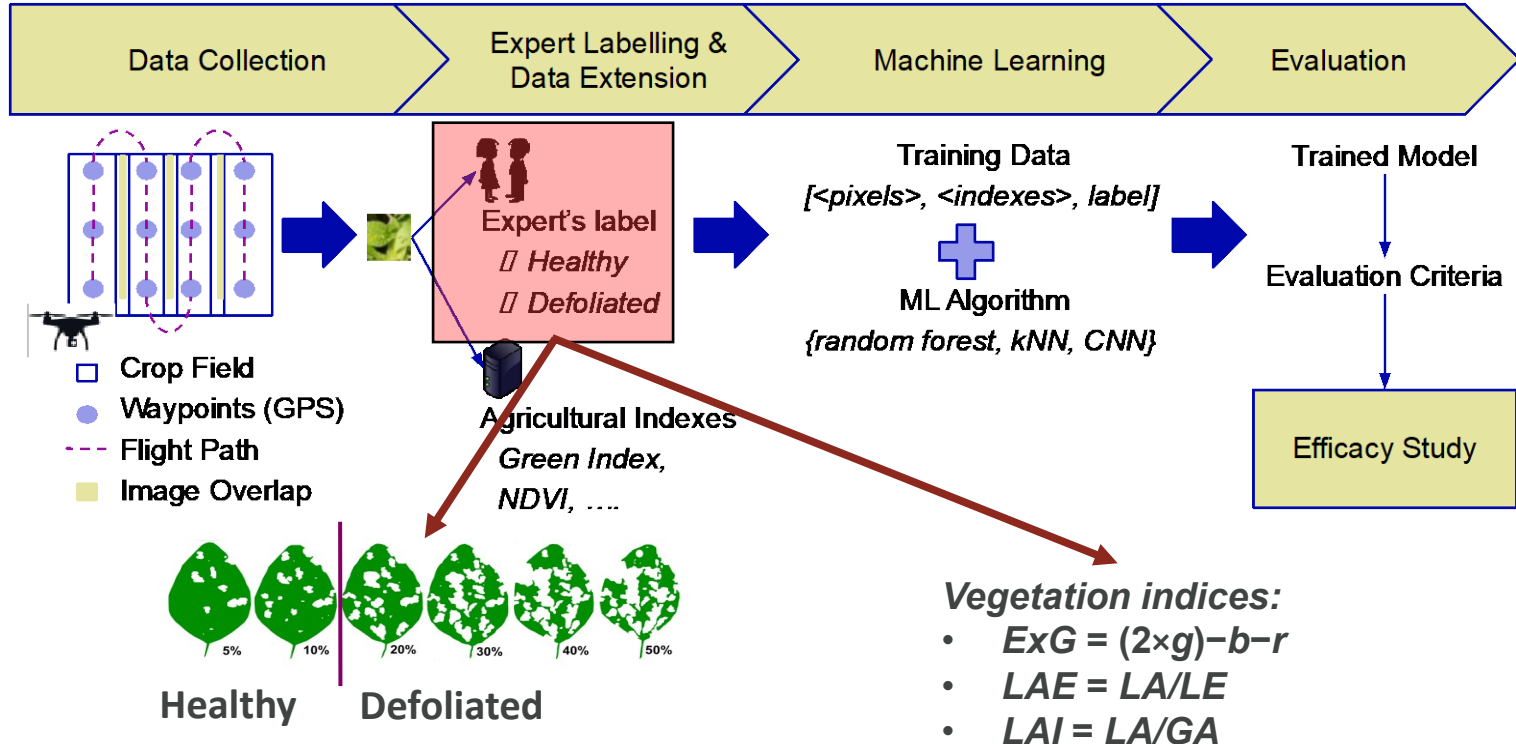 Data Collection
Expert Labelling &
Data Extension
Machine Learning
Evaluation
Expert's label
▯ Healthy
▯ Defoliated
Training Data
[<pixels>, <indexes>, label]
ML Algorithm
{random forest, kNN, CNN}
Trained Model
Evaluation Criteria
Efficacy Study
Crop Field
Waypoints (GPS)
Flight Path
Image Overlap
Agricultural Indexes
Green Index,
NDVI, ….
5%
10%
20%
30%
40%
50%
Healthy
Defoliated
Vegetation indices:
• ExG = (2×g)−b−r
• LAE = LA/LE
• LAI = LA/GA